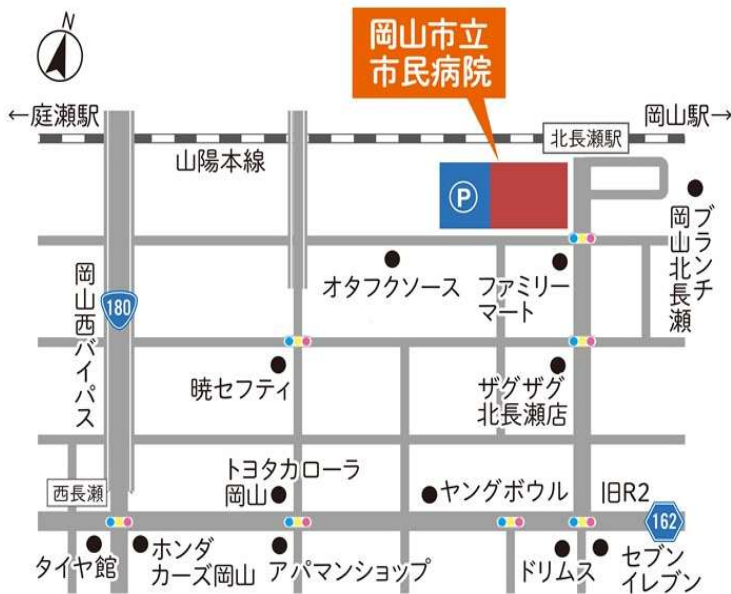 N
岡山市立
市民病院
←庭瀬駅
岡山駅→
北長瀬駅
山陽本線
P
ブランチ
岡山北長瀬
オタフクソース
ファミリー
マート
岡山西バイパス
180
暁セフティ
ザグザグ
北長瀬店
トヨタカローラ
岡山
ヤングボウル
旧R2
西長瀬
162
タイヤ館
ホンダ
カーズ岡山
アパマンショップ
ドリムス
セブン
イレブン